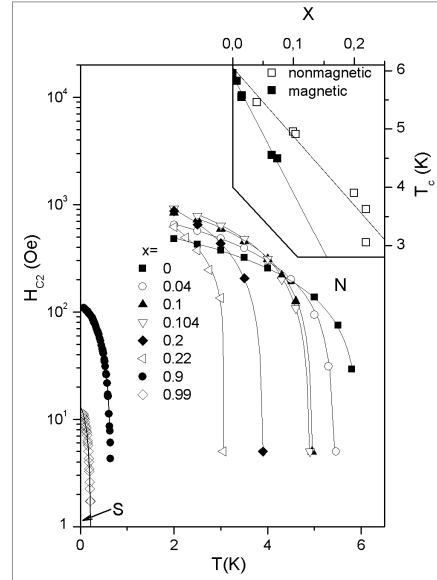 X
0,0 0,1 0,2
nonmagnetic
magnetic
6
5
4
3
T_c (K)
10^4
10^3
10^2
10^1
1
H_C2 (Oe)
x=
0
0.04
0.1
0.104
0.2
0.22
0.9
0.99
N
S
0 2 4 6
T(K)